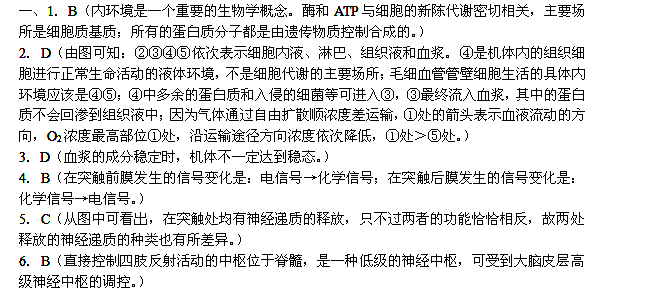 一、1. B（内环境是一个重要的生物学概念。酶和 ATP 与细胞的新陈代谢密切相关，主要场
所是细胞质基质；所有的蛋白质分子都是由遗传物质控制合成的。）
2. D（由图可知：②③④⑤依次表示细胞内液、淋巴、组织液和血浆。④是机体内的组织细
胞进行正常生命活动的液体环境，不是细胞代谢的主要场所；毛细血管管壁细胞生活的具体内
环境应该是④⑤；④中多余的蛋白质和入侵的细菌等可进入③，③最终流入血浆，其中的蛋白
质不会回渗到组织液中；因为气体通过自由扩散顺浓度差运输，①处的箭头表示血液流动的方
向，O₂浓度最高部位①处，沿运输途径方向浓度依次降低，①处＞⑤处。）
3. D（血浆的成分稳定时，机体不一定达到稳态。）
4. B（在突触前膜发生的信号变化是：电信号→化学信号；在突触后膜发生的信号变化是：
化学信号→电信号。）
5. C（从图中可看出，在突触处均有神经递质的释放，只不过两者的功能恰恰相反，故两处
释放的神经递质的种类也有所差异。）
6. B（直接控制四肢反射活动的中枢位于脊髓，是一种低级的神经中枢，可受到大脑皮层高
级神经中枢的调控。）